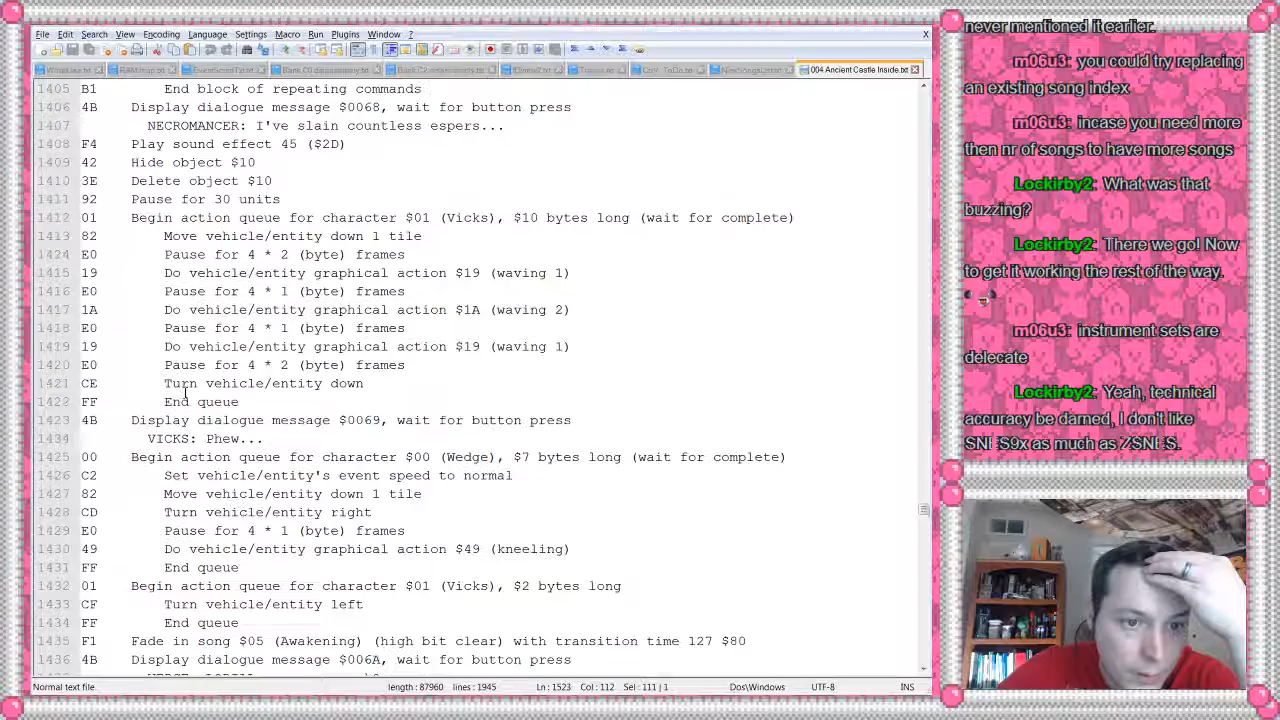 File Edit Search View Encoding Language Settings Macro Run Plugins Window ? X
004 Ancient Castle Inside.txt
1405 B1 End block of repeating commands
1406 4B Display dialogue message $0068, wait for button press
1407 NECROMANCER: I've slain countless espers...
1408 F4 Play sound effect 45 ($2D)
1409 42 Hide object $10
1410 3E Delete object $10
1411 92 Pause for 30 units
1412 01 Begin action queue for character $01 (Vicks), $10 bytes long (wait for complete)
1413 82 Move vehicle/entity down 1 tile
1424 E0 Pause for 4 * 2 (byte) frames
1415 19 Do vehicle/entity graphical action $19 (waving 1)
1416 E0 Pause for 4 * 1 (byte) frames
1417 1A Do vehicle/entity graphical action $1A (waving 2)
1418 E0 Pause for 4 * 1 (byte) frames
1419 19 Do vehicle/entity graphical action $19 (waving 1)
1420 E0 Pause for 4 * 2 (byte) frames
1421 CE Turn vehicle/entity down
1422 FF End queue
1423 4B Display dialogue message $0069, wait for button press
1434 VICKS: Phew...
1425 00 Begin action queue for character $00 (Wedge), $7 bytes long (wait for complete)
1426 C2 Set vehicle/entity's event speed to normal
1427 82 Move vehicle/entity down 1 tile
1428 CD Turn vehicle/entity right
1439 E0 Pause for 4 * 1 (byte) frames
1430 49 Do vehicle/entity graphical action $49 (kneeling)
1431 FF End queue
1432 01 Begin action queue for character $01 (Vicks), $2 bytes long
1433 CF Turn vehicle/entity left
1444 FF End queue
1435 F1 Fade in song $05 (Awakening) (high bit clear) with transition time 127 $80
1436 4B Display dialogue message $006A, wait for button press
Normal text file length : 87960 lines : 1945 Ln : 1523 Col : 112 Sel : 111 | 1 Dos\Windows UTF-8 INS
never mentioned it earlier.
m06u3: you could try replacing
an existing song index
m06u3: incase you need more
then nr of songs to have more songs
Lockirby2: What was that
buzzing?
Lockirby2: There we go! Now
to get it working the rest of the way.
m06u3: instrument sets are
delecate
Lockirby2: Yeah, technical
accuracy be darned, I don't like
SNES9x as much as ZSNES.